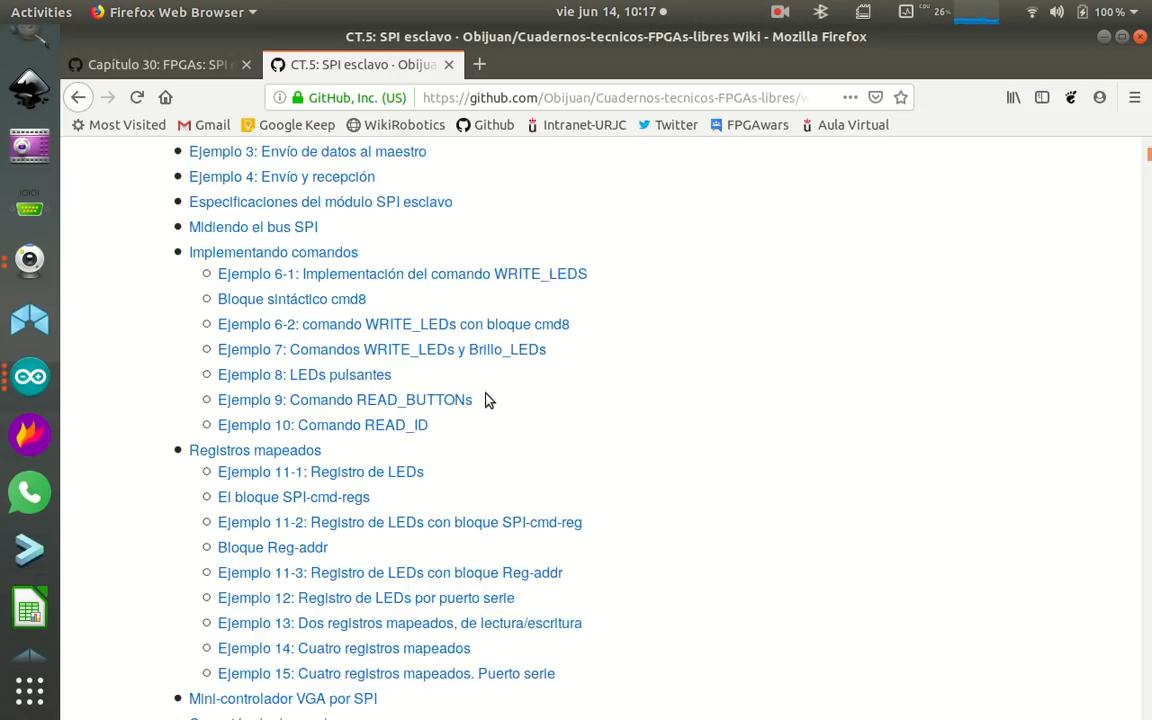 Activities Firefox Web Browser vie jun 14, 10:17 cpu 26% 100 %
CT.5: SPI esclavo · Obijuan/Cuadernos-tecnicos-FPGAs-libres Wiki - Mozilla Firefox
Capítulo 30: FPGAs: SPI CT.5: SPI esclavo · Obijua
GitHub, Inc. (US) https://github.com/Obijuan/Cuadernos-tecnicos-FPGAs-libres/w
Most Visited Gmail Google Keep WikiRobotics Github Intranet-URJC Twitter FPGAwars Aula Virtual
Ejemplo 3: Envío de datos al maestro
Ejemplo 4: Envío y recepción
Especificaciones del módulo SPI esclavo
Midiendo el bus SPI
Implementando comandos
Ejemplo 6-1: Implementación del comando WRITE_LEDS
Bloque sintáctico cmd8
Ejemplo 6-2: comando WRITE_LEDs con bloque cmd8
Ejemplo 7: Comandos WRITE_LEDs y Brillo_LEDs
Ejemplo 8: LEDs pulsantes
Ejemplo 9: Comando READ_BUTTONs
Ejemplo 10: Comando READ_ID
Registros mapeados
Ejemplo 11-1: Registro de LEDs
El bloque SPI-cmd-regs
Ejemplo 11-2: Registro de LEDs con bloque SPI-cmd-reg
Bloque Reg-addr
Ejemplo 11-3: Registro de LEDs con bloque Reg-addr
Ejemplo 12: Registro de LEDs por puerto serie
Ejemplo 13: Dos registros mapeados, de lectura/escritura
Ejemplo 14: Cuatro registros mapeados
Ejemplo 15: Cuatro registros mapeados. Puerto serie
Mini-controlador VGA por SPI